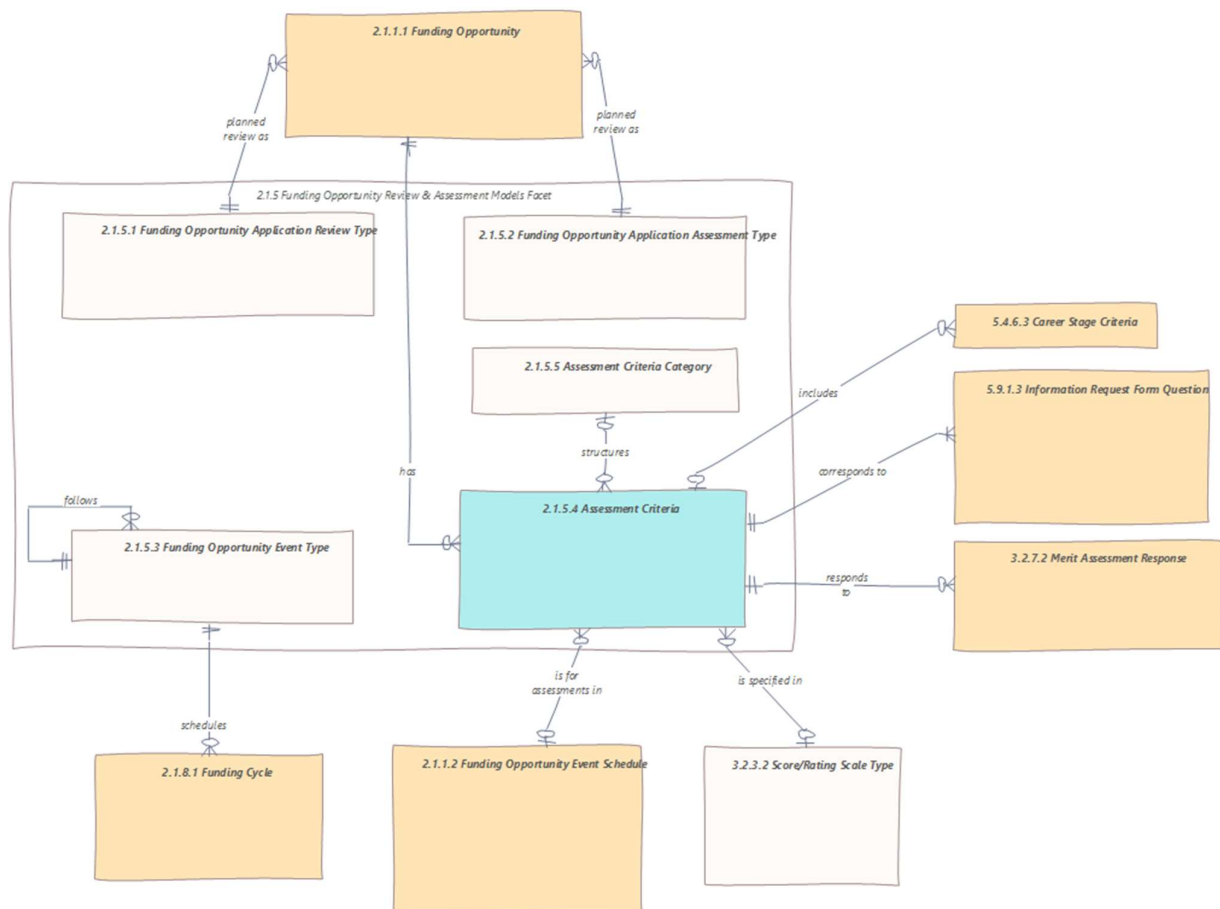 2.1.1.1 Funding Opportunity
planned
review as
planned
review as
2.1.5 Funding Opportunity Review & Assessment Models Facet
2.1.5.1 Funding Opportunity Application Review Type
2.1.5.2 Funding Opportunity Application Assessment Type
5.4.6.3 Career Stage Criteria
2.1.5.5 Assessment Criteria Category
includes
5.9.1.3 Information Request Form Question
structures
has
corresponds to
follows
2.1.5.4 Assessment Criteria
2.1.5.3 Funding Opportunity Event Type
3.2.7.2 Merit Assessment Response
responds
to
is for
assessments in
is specified in
schedules
2.1.8.1 Funding Cycle
2.1.1.2 Funding Opportunity Event Schedule
3.2.3.2 Score/Rating Scale Type